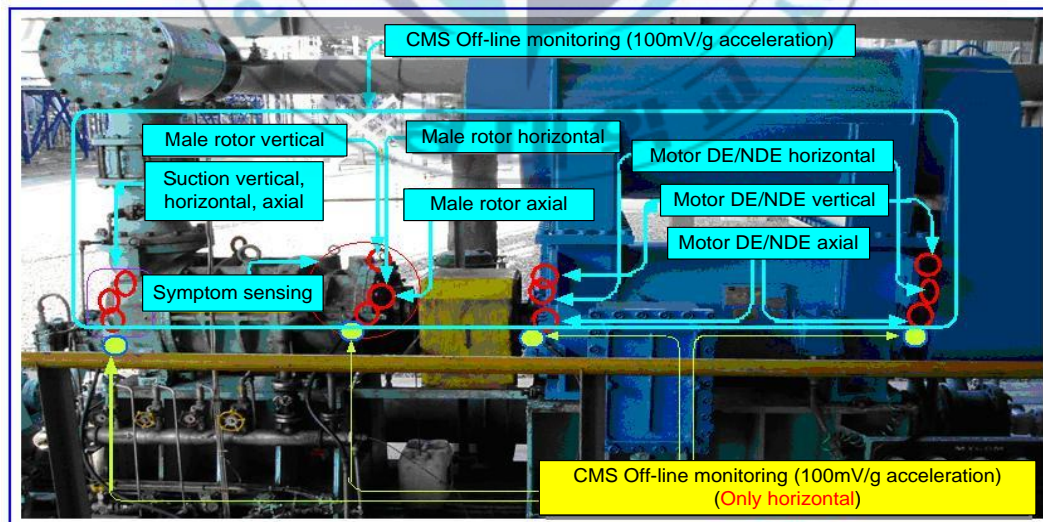 CMS Off-line monitoring (100mV/g acceleration)
Male rotor vertical
Male rotor horizontal
Motor DE/NDE horizontal
Suction vertical,
horizontal, axial
Male rotor axial
Motor DE/NDE vertical
Motor DE/NDE axial
Symptom sensing
MYCOM
CMS Off-line monitoring (100mV/g acceleration)
(Only horizontal)